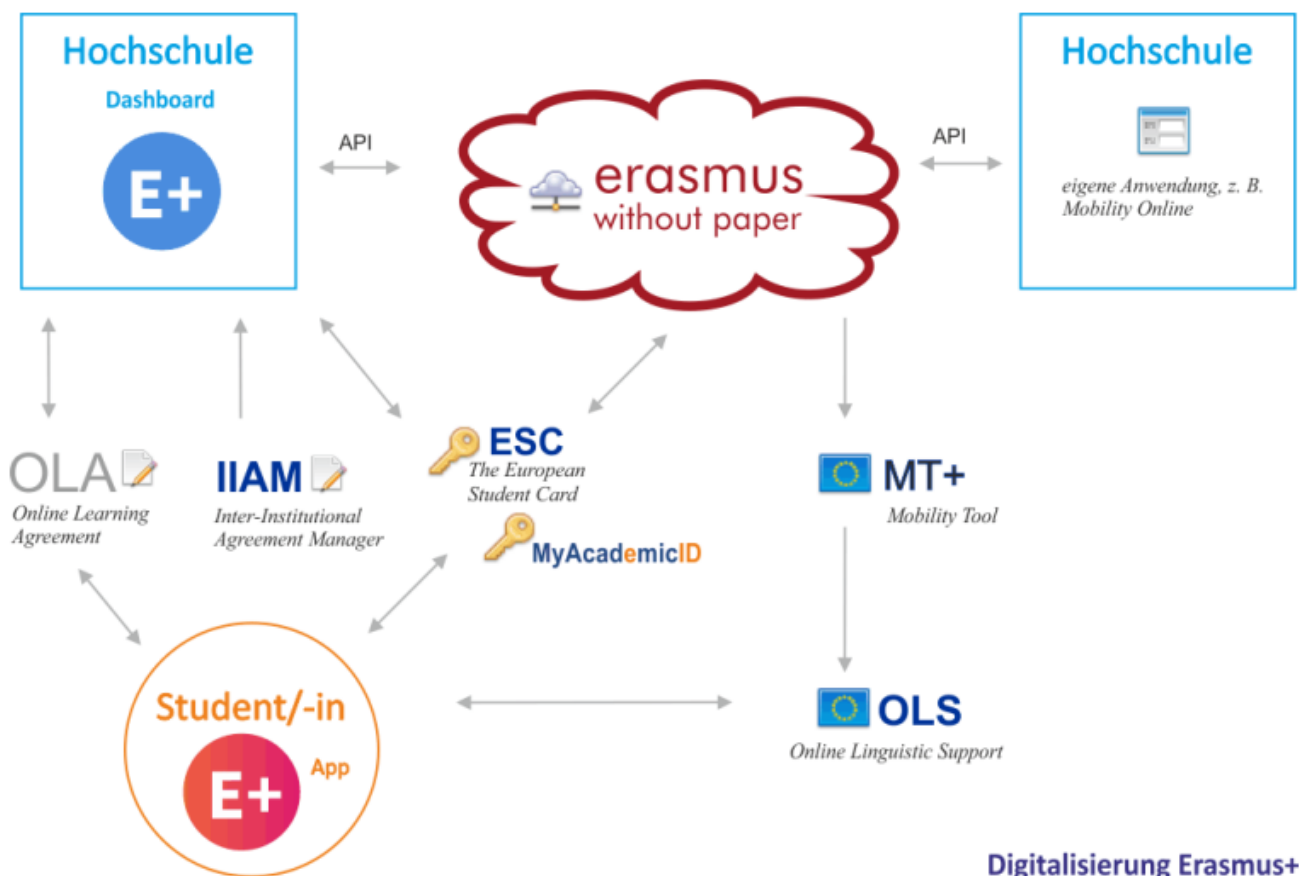 Hochschule
Dashboard
E+
API
erasmus
without paper
API
Hochschule
eigene Anwendung, z. B.
Mobility Online
OLA
Online Learning
Agreement
IIAM
Inter-Institutional
Agreement Manager
ESC
The European
Student Card
MyAcademicID
MT+
Mobility Tool
Student/-in
E+
App
OLS
Online Linguistic Support
Digitalisierung Erasmus+